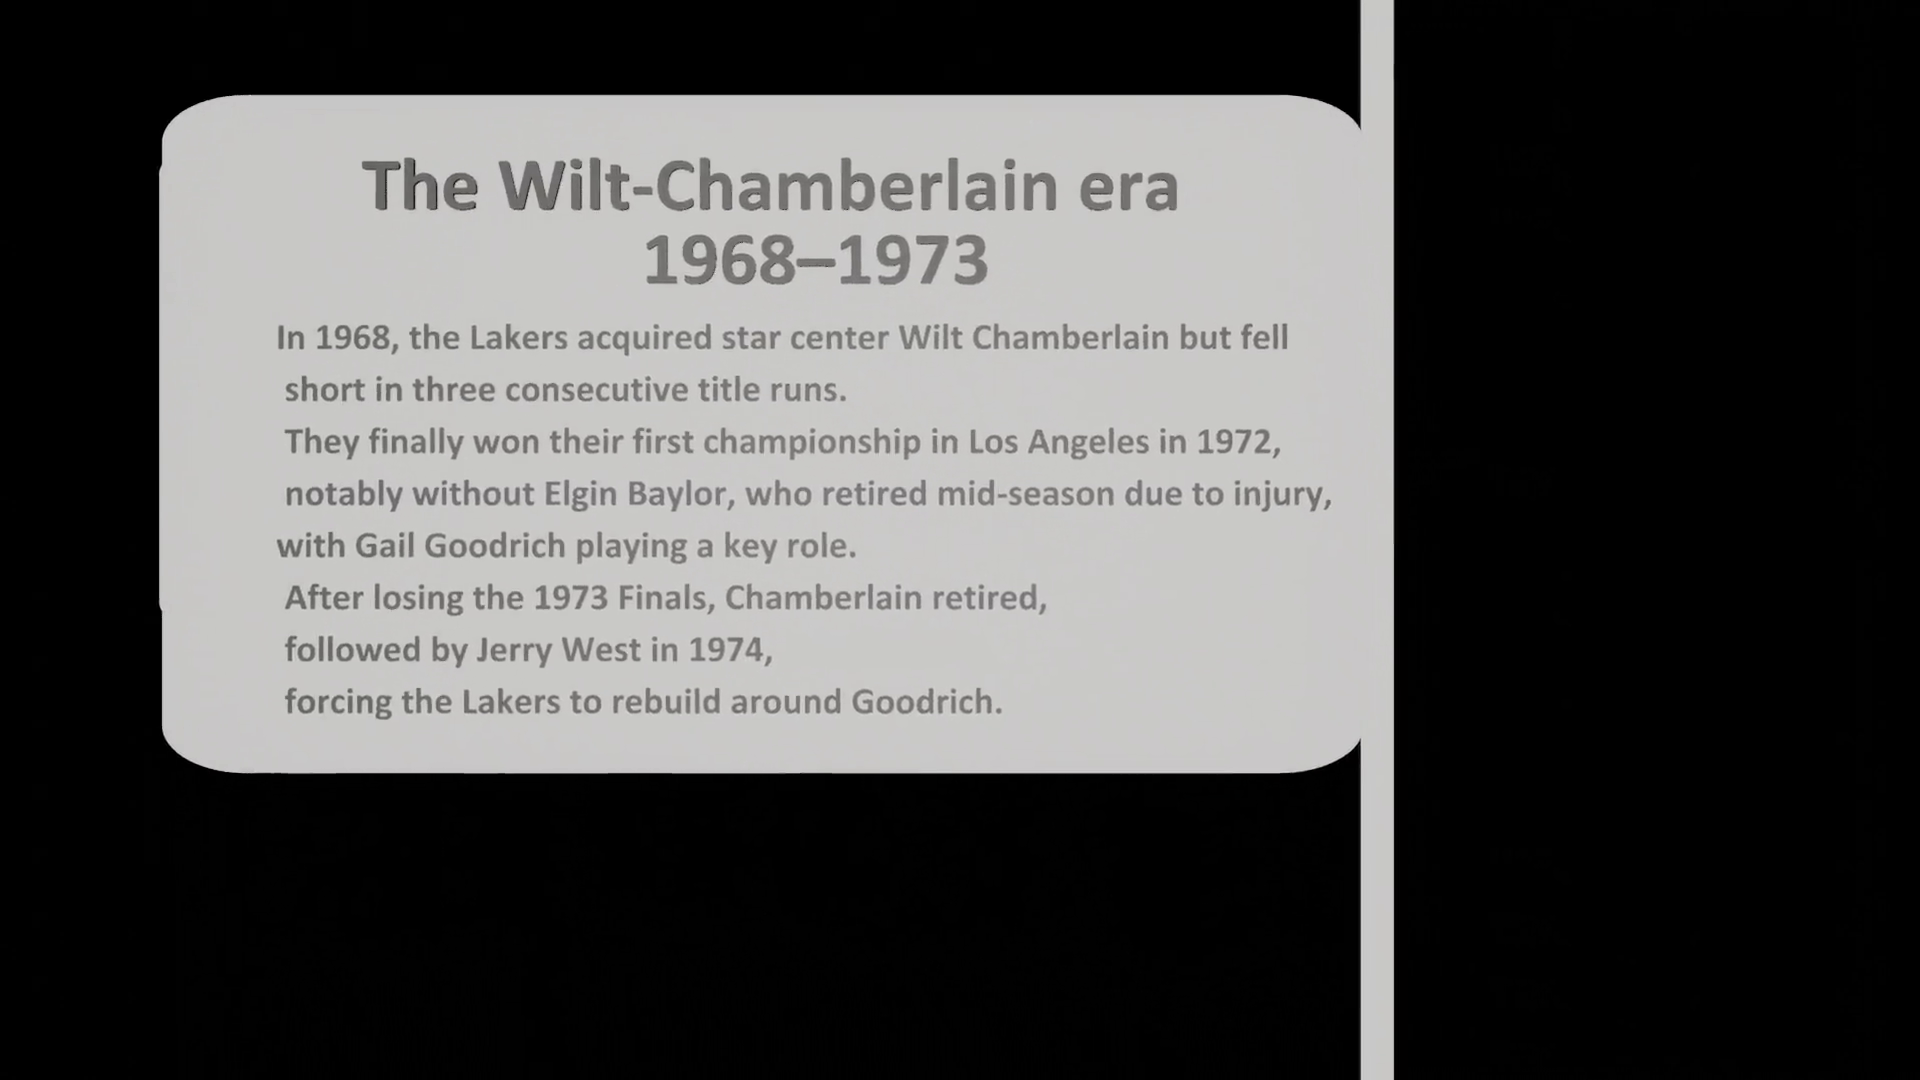 The Wilt-Chamberlain era
1968–1973
In 1968, the Lakers acquired star center Wilt Chamberlain but fell
short in three consecutive title runs.
They finally won their first championship in Los Angeles in 1972,
notably without Elgin Baylor, who retired mid-season due to injury,
with Gail Goodrich playing a key role.
After losing the 1973 Finals, Chamberlain retired,
followed by Jerry West in 1974,
forcing the Lakers to rebuild around Goodrich.